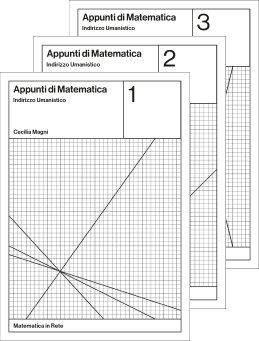 Appunti di Matematica
3
Indirizzo Umanistico
Appunti di Matematica
2
Indirizzo Umanistico
Appunti di Matematica
1
Indirizzo Umanistico
Cecilia Magni
Matematica in Rete